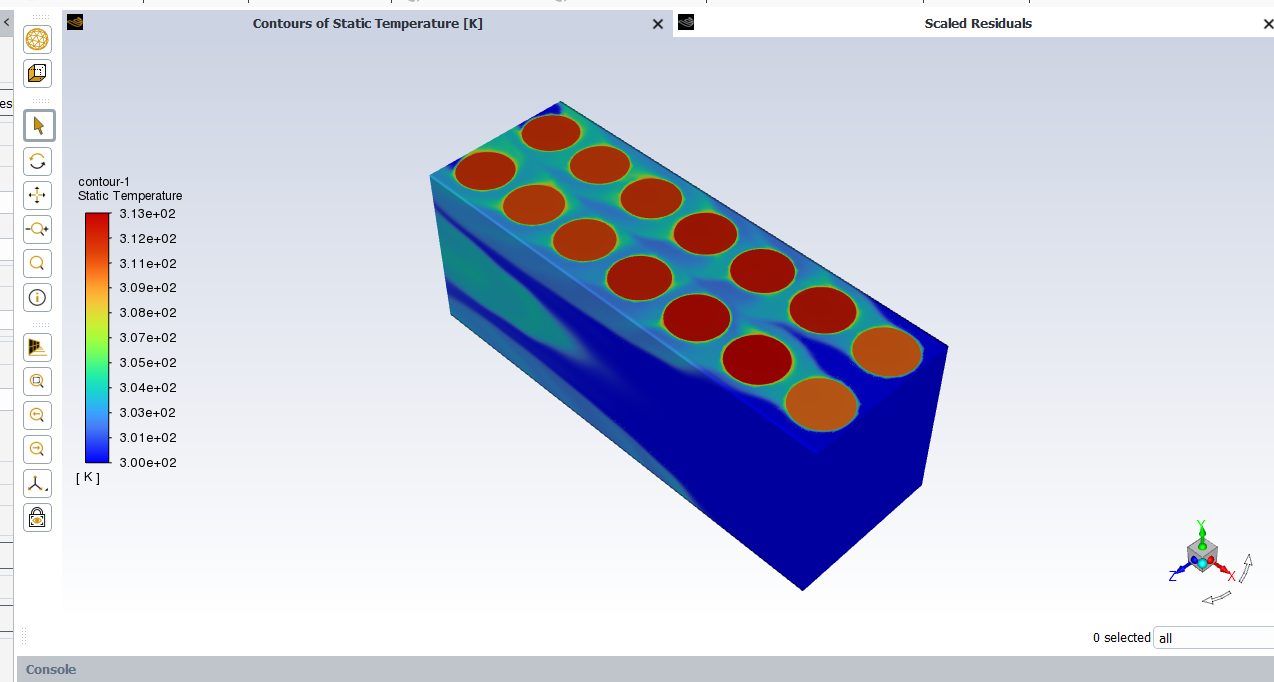 Contours of Static Temperature [K]
Scaled Residuals
es
contour-1
Static Temperature
3.13e+02
3.12e+02
3.11e+02
3.09e+02
3.08e+02
3.07e+02
3.05e+02
3.04e+02
3.03e+02
3.01e+02
3.00e+02
[ K ]
Y
Z
X
0 selected
all
Console